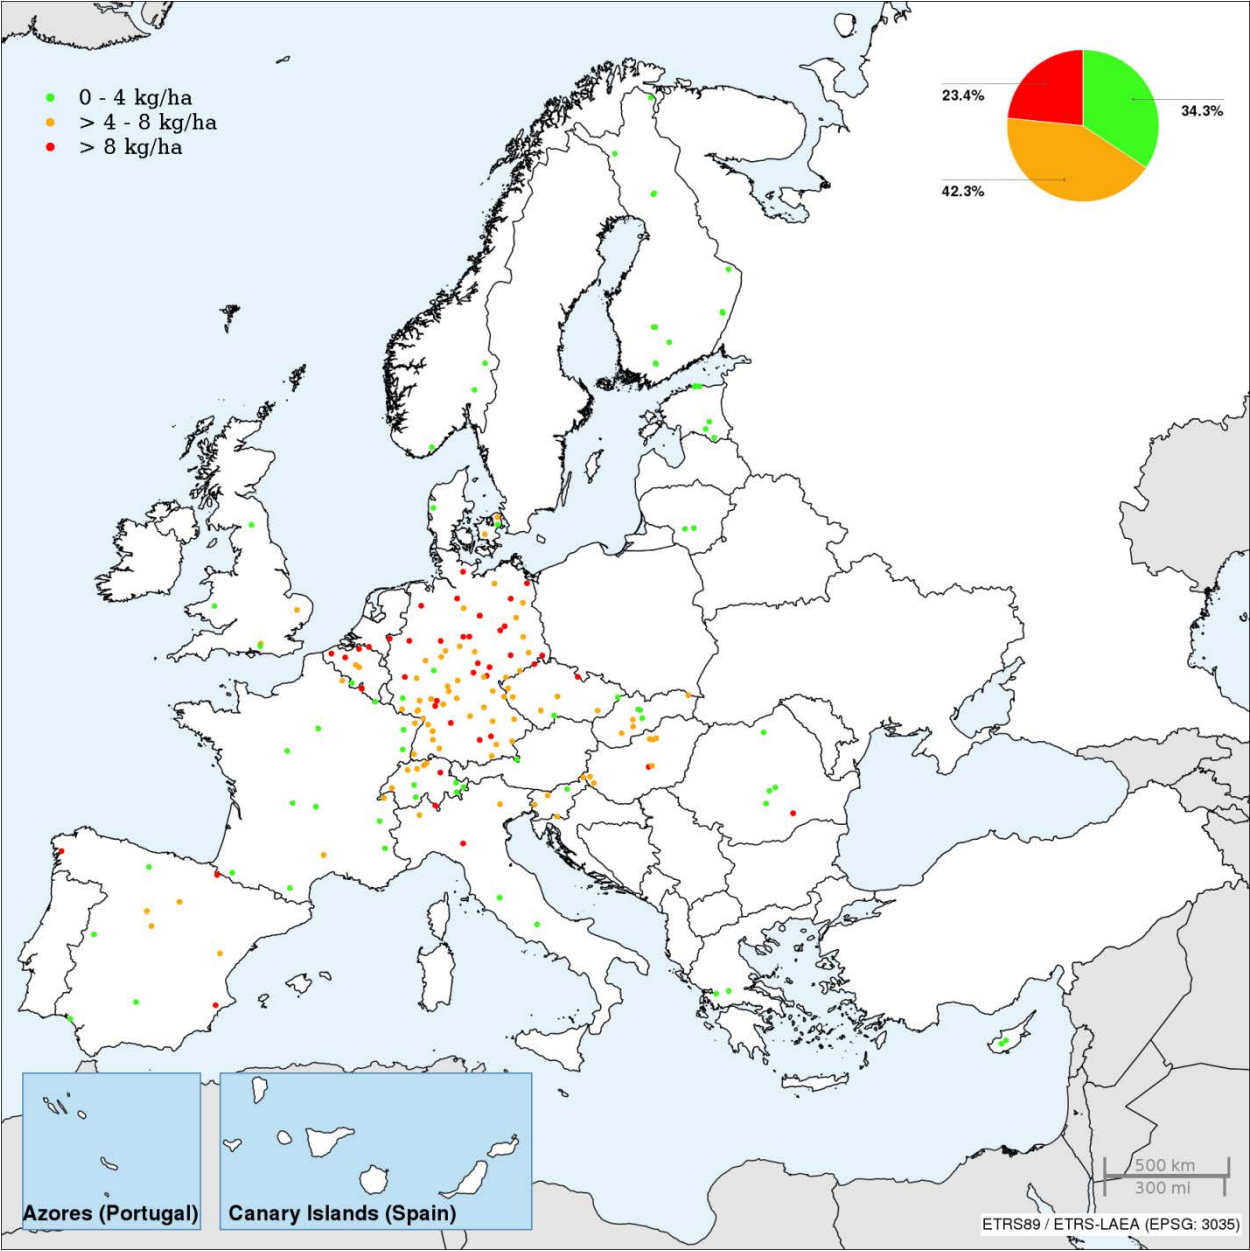 0 - 4 kg/ha
> 4 - 8 kg/ha
> 8 kg/ha
23.4%
34.3%
42.3%
Azores (Portugal)
Canary Islands (Spain)
500 km
300 mi
ETRS89 / ETRS-LAEA (EPSG: 3035)